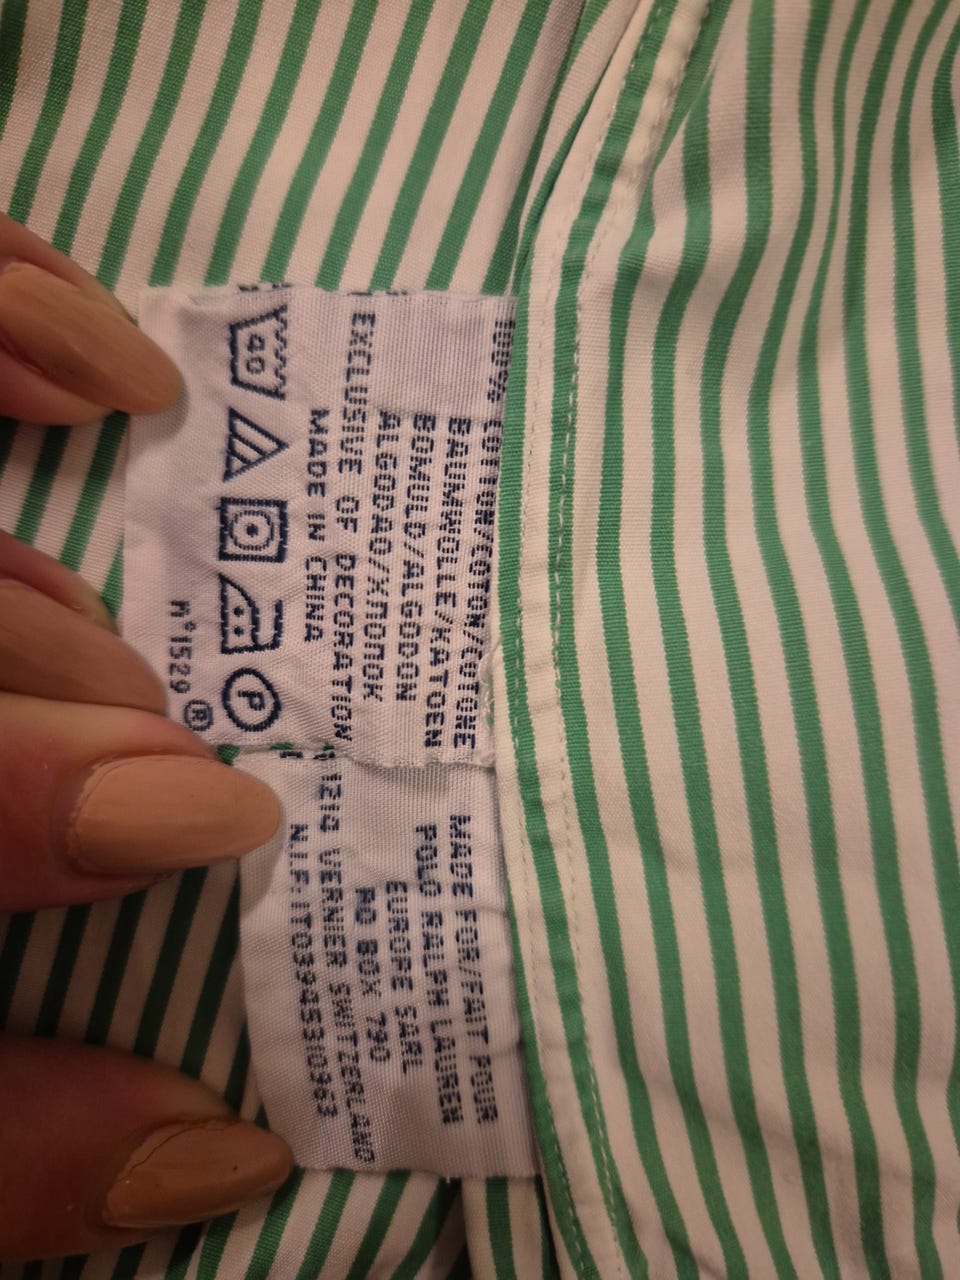 100% COTTON/COTON/COTONE
BAUMWOLLE/KATOEN
BOMULD/ALGODON
ALGODAO/ХЛОПОК
EXCLUSIVE OF DECORATION
MADE IN CHINA
40
P
n°1529 ®
MADE FOR/FAIT POUR
POLO RALPH LAUREN
EUROPE SARL
PO BOX 790
1214 VERNIER SWITZERLAND
N.I.F. IT03945310963